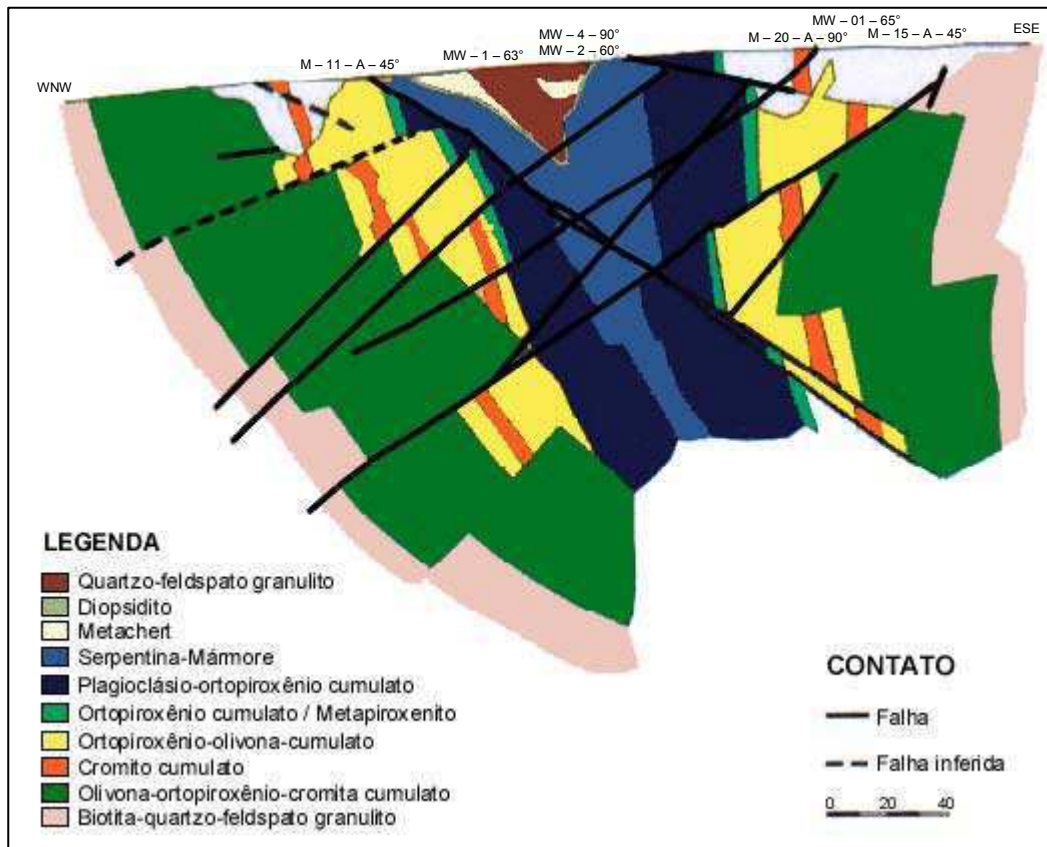 MW – 01 – 65°
ESE
MW – 4 – 90°
M – 20 – A – 90°
M – 15 – A – 45°
MW – 1 – 63°
MW – 2 – 60°
M – 11 – A – 45°
WNW
LEGENDA
Quartzo-feldspato granulito
Diopsidito
Metachert
Serpentina-Mármore
Plagioclásio-ortopiroxênio cumulato
Ortopiroxênio cumulato / Metapiroxenito
Ortopiroxênio-olivona-cumulato
Cromito cumulato
Olivona-ortopiroxênio-cromita cumulato
Biotita-quartzo-feldspato granulito
CONTATO
Falha
Falha inferida
0 20 40